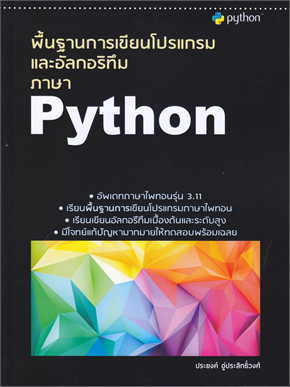 python
พื้นฐานการเขียนโปรแกรม
และอัลกอริทึม
ภาษา
Python
• อัพเดทภาษาไพทอนรุ่น 3.11
• เรียนพื้นฐานการเขียนโปรแกรมภาษาไพทอน
• เรียนเขียนอัลกอริทึมเบื้องต้นและระดับสูง
• มีโจทย์แก้ปัญหามากมายให้ทดสอบพร้อมเฉลย
ประยงค์ อู่ประสิทธิ์วงศ์